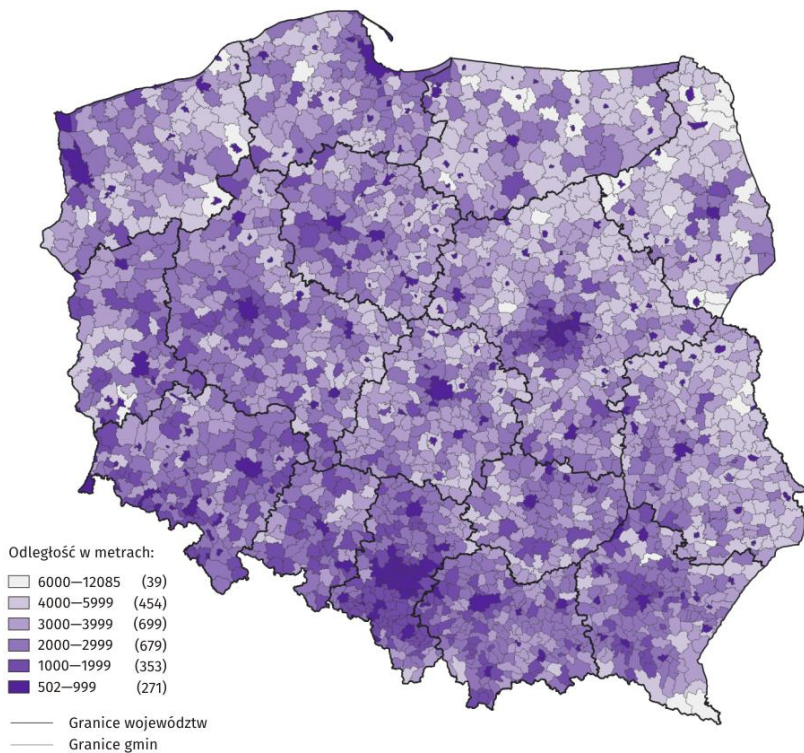 Odległość w metrach:
6000—12085 (39)
4000—5999 (454)
3000—3999 (699)
2000—2999 (679)
1000—1999 (353)
502—999 (271)
Granice województw
Granice gmin